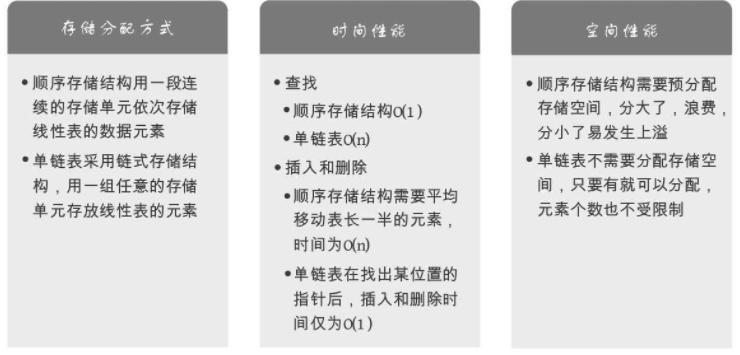 存储分配方式
• 顺序存储结构用一段连
续的存储单元依次存储
线性表的数据元素
• 单链表采用链式存储结
构，用一组任意的存储
单元存放线性表的元素
时间性能
• 查找
• 顺序存储结构O(1)
• 单链表O(n)
• 插入和删除
• 顺序存储结构需要平均
移动表长一半的元素，
时间为O(n)
• 单链表在找出某位置的
指针后，插入和删除时
间仅为O(1)
空间性能
• 顺序存储结构需要预分配
存储空间，分大了，浪费，
分小了易发生上溢
• 单链表不需要分配存储空
间，只要有就可以分配，
元素个数也不受限制